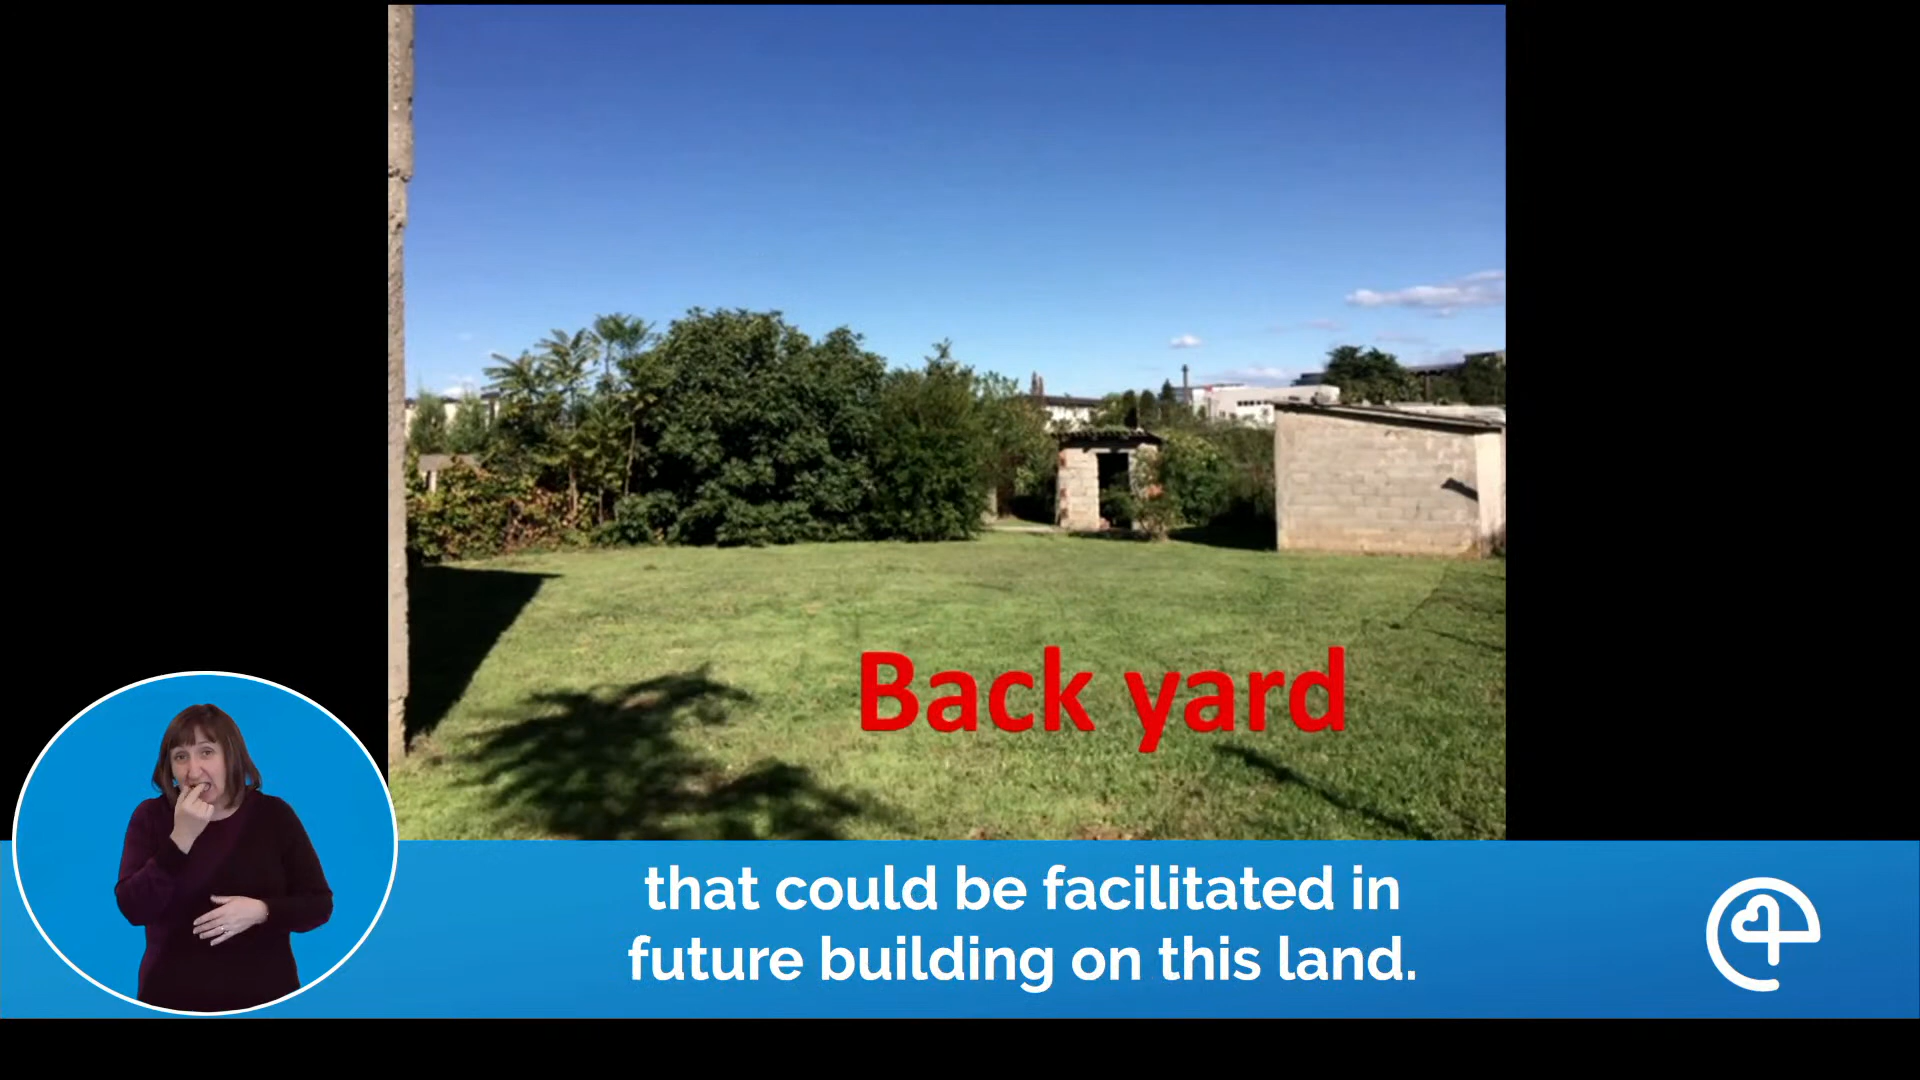 Back yard
that could be facilitated in
future building on this land.